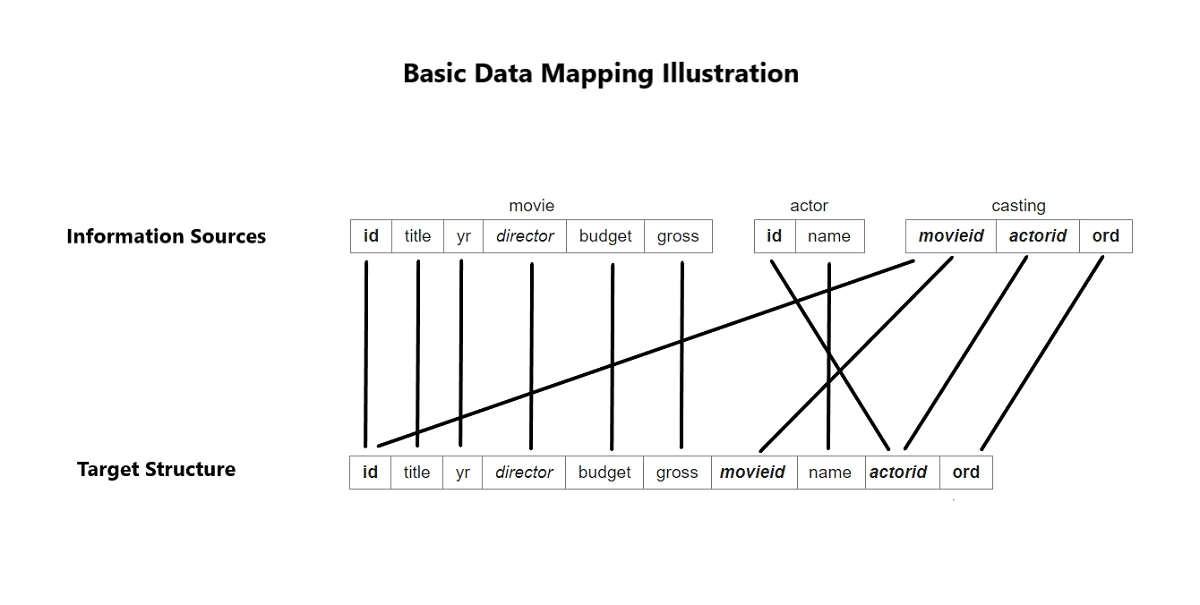 Basic Data Mapping Illustration
movie actor casting
Information Sources id title yr director budget gross id name movieid actorid ord
Target Structure id title yr director budget gross movieid name actorid ord